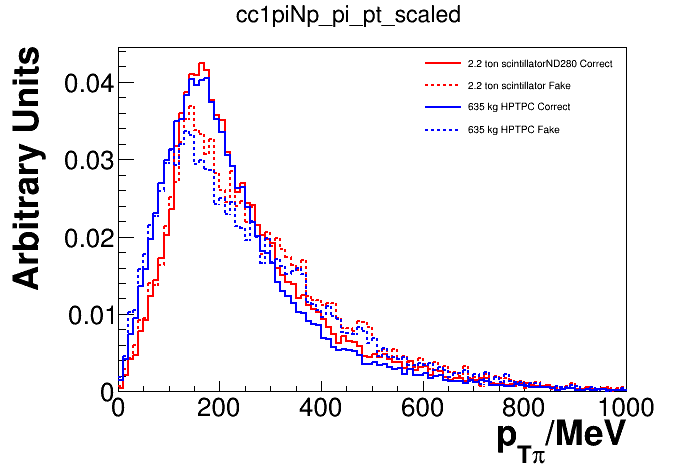 cc1piNp_pi_pt_scaled
Arbitrary Units
0.04
0.03
0.02
0.01
0
2.2 ton scintillatorND280 Correct
2.2 ton scintillator Fake
635 kg HPTPC Correct
635 kg HPTPC Fake
0 200 400 600 800 1000
pTπ/MeV